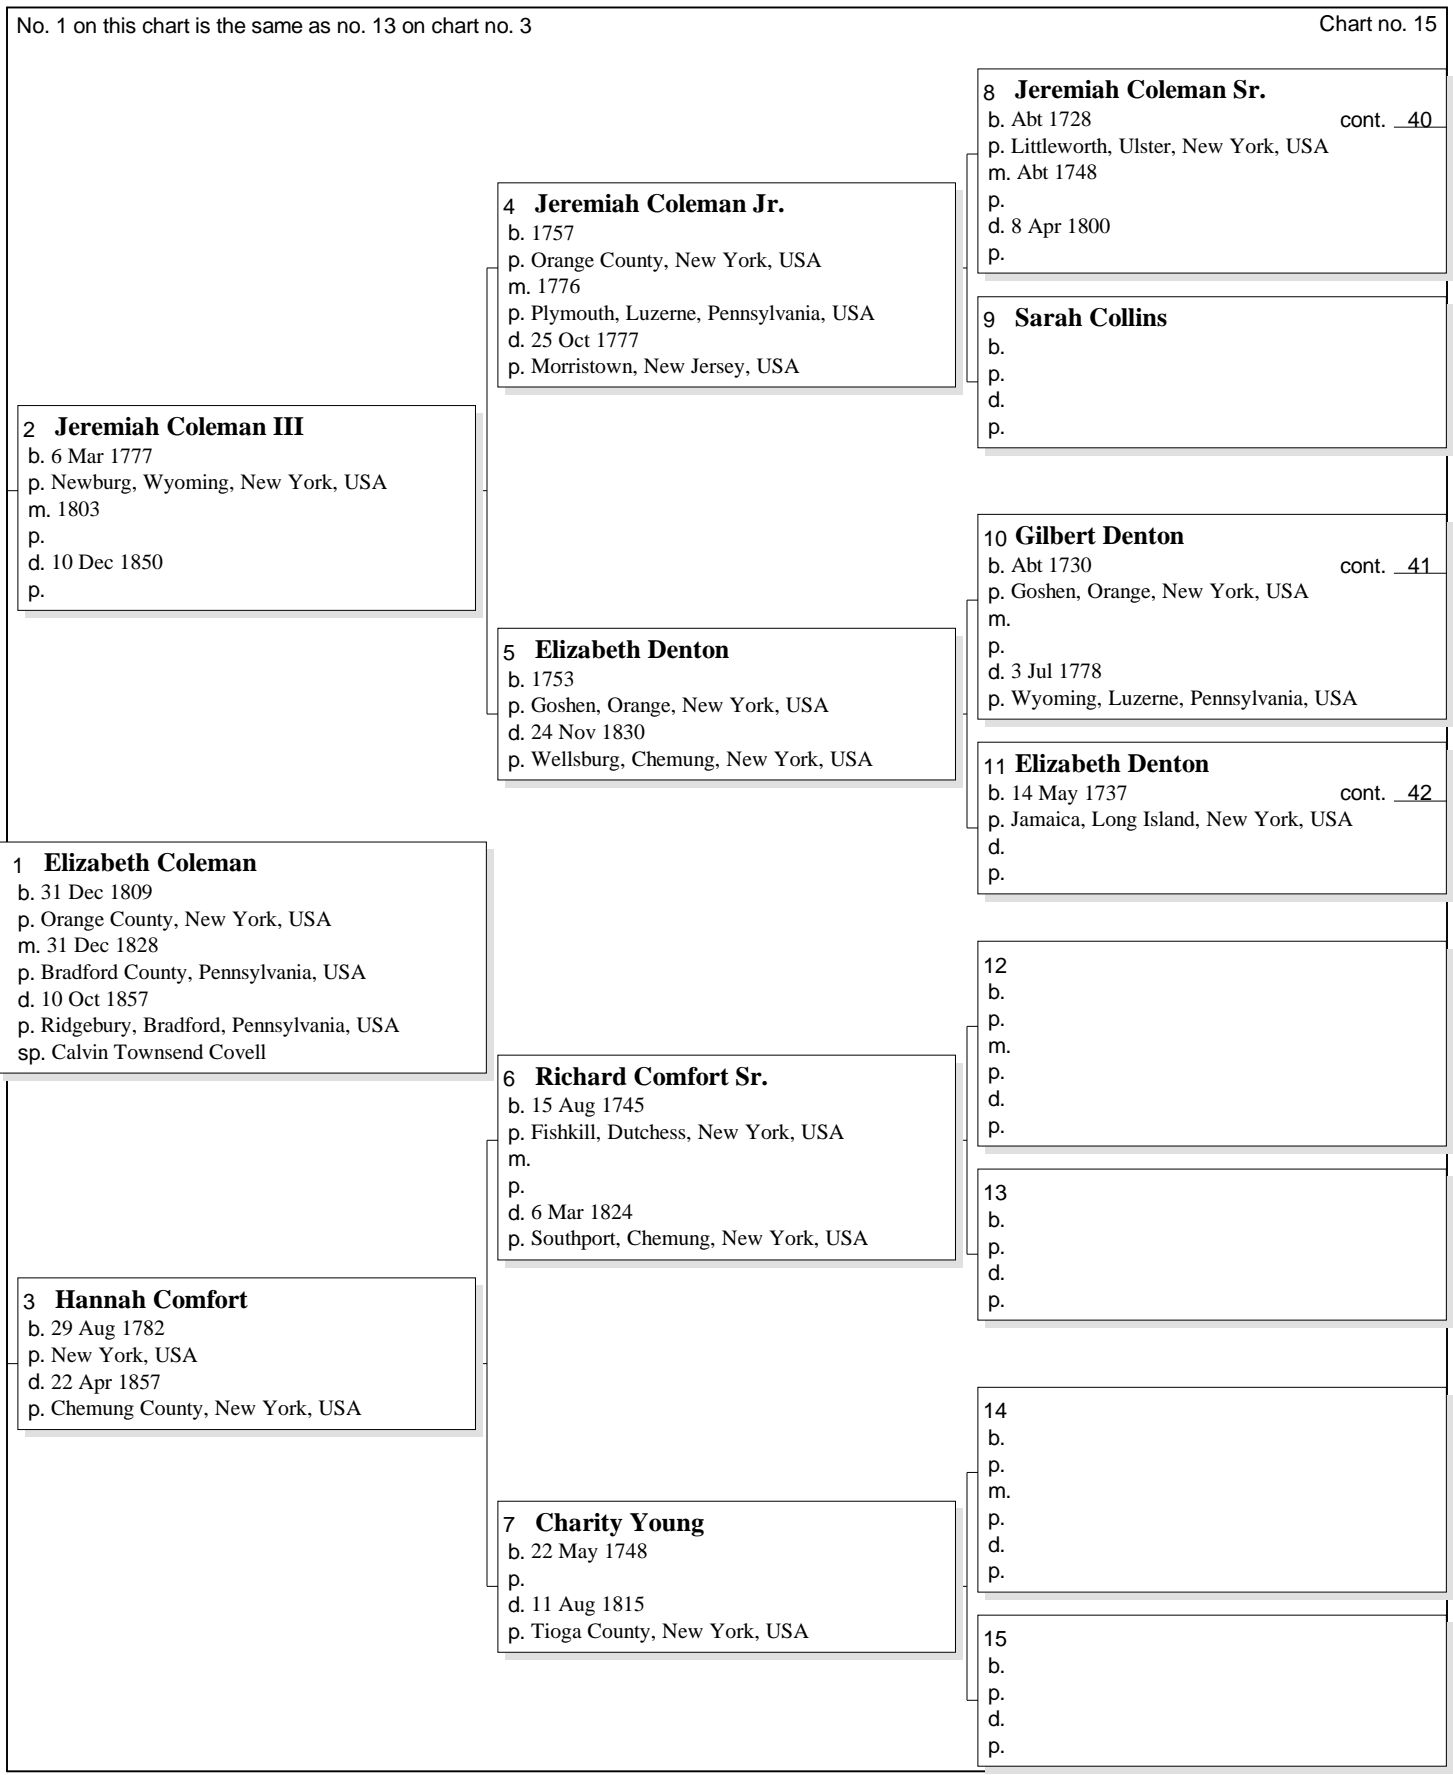 No. 1 on this chart is the same as no. 13 on chart no. 3
Chart no. 15
8 Jeremiah Coleman Sr.
b. Abt 1728 cont. 40
p. Littleworth, Ulster, New York, USA
m. Abt 1748
p.
d. 8 Apr 1800
p.
4 Jeremiah Coleman Jr.
b. 1757
p. Orange County, New York, USA
m. 1776
p. Plymouth, Luzerne, Pennsylvania, USA
d. 25 Oct 1777
p. Morristown, New Jersey, USA
9 Sarah Collins
b.
p.
d.
p.
2 Jeremiah Coleman III
b. 6 Mar 1777
p. Newburg, Wyoming, New York, USA
m. 1803
p.
d. 10 Dec 1850
p.
10 Gilbert Denton
b. Abt 1730 cont. 41
p. Goshen, Orange, New York, USA
m.
p.
d. 3 Jul 1778
p. Wyoming, Luzerne, Pennsylvania, USA
5 Elizabeth Denton
b. 1753
p. Goshen, Orange, New York, USA
d. 24 Nov 1830
p. Wellsburg, Chemung, New York, USA
11 Elizabeth Denton
b. 14 May 1737 cont. 42
p. Jamaica, Long Island, New York, USA
d.
p.
1 Elizabeth Coleman
b. 31 Dec 1809
p. Orange County, New York, USA
m. 31 Dec 1828
p. Bradford County, Pennsylvania, USA
d. 10 Oct 1857
p. Ridgebury, Bradford, Pennsylvania, USA
sp. Calvin Townsend Covell
12
b.
p.
m.
p.
d.
p.
6 Richard Comfort Sr.
b. 15 Aug 1745
p. Fishkill, Dutchess, New York, USA
m.
p.
d. 6 Mar 1824
p. Southport, Chemung, New York, USA
13
b.
p.
d.
p.
3 Hannah Comfort
b. 29 Aug 1782
p. New York, USA
d. 22 Apr 1857
p. Chemung County, New York, USA
14
b.
p.
m.
p.
d.
p.
7 Charity Young
b. 22 May 1748
p.
d. 11 Aug 1815
p. Tioga County, New York, USA
15
b.
p.
d.
p.